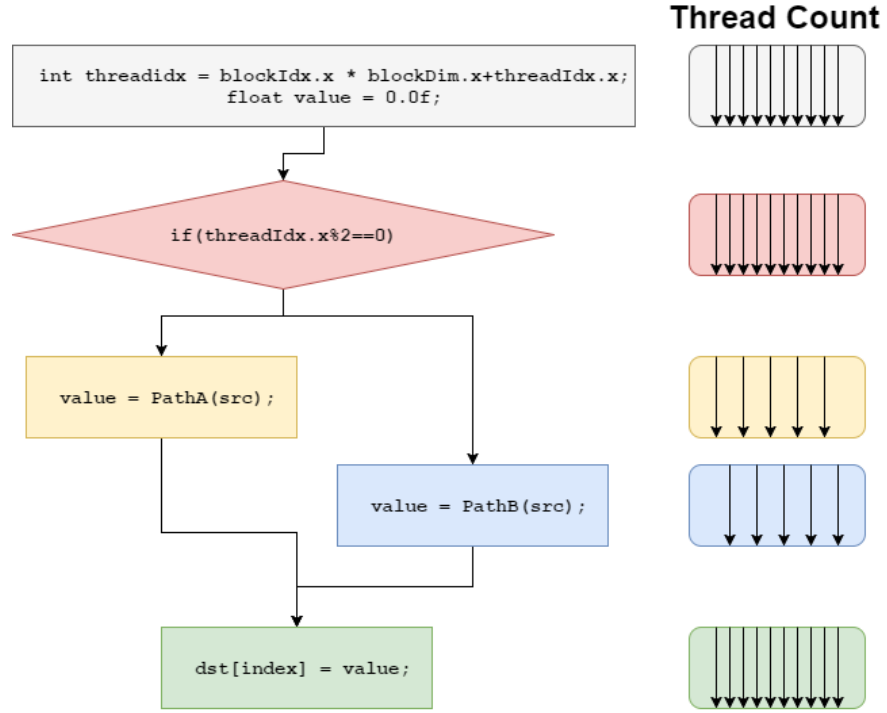 Thread Count
int threadidx = blockIdx.x * blockDim.x+threadIdx.x;
float value = 0.0f;
if(threadIdx.x%2==0)
value = PathA(src);
value = PathB(src);
dst[index] = value;